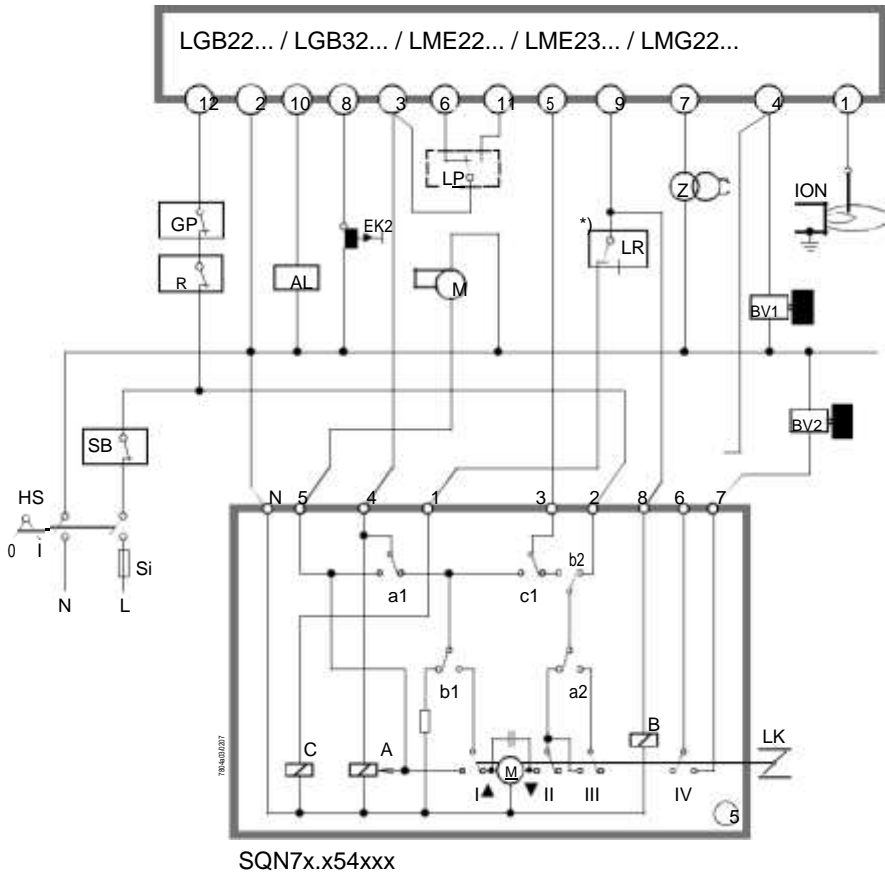 LGB22... / LGB32... / LME22... / LME23... / LMG22...
12 2 10 8 3 6 11 5 9 7 4 1
LP
Z
ION
GP
EK2
*)
LR
R
AL
M
BV1
BV2
SB
HS
0 I
Si
N L
N 5 4 1 3 2 8 6 7
b2
a1
c1
b1
a2
B
LK
C
A
M
I II III IV
5
SQN7x.x54xxx